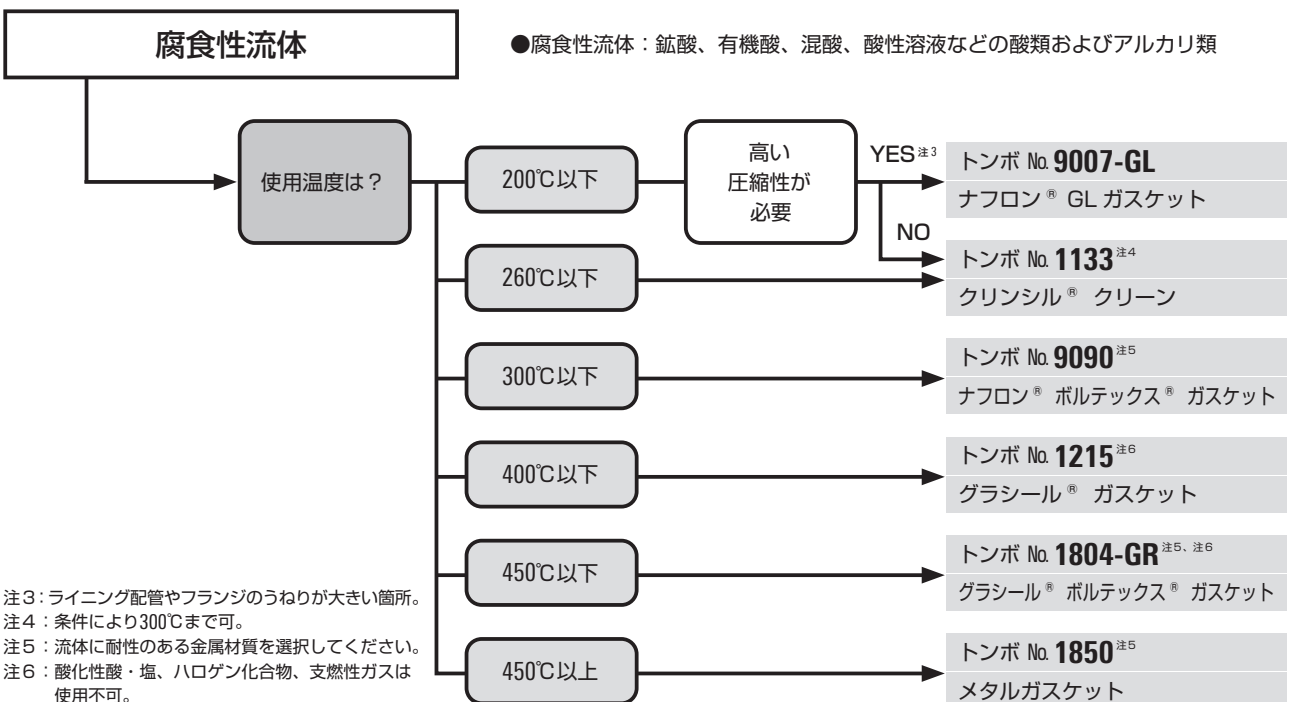 腐食性流体
●腐食性流体：鉱酸、有機酸、混酸、酸性溶液などの酸類およびアルカリ類
使用温度は？
200℃以下
高い
圧縮性が
必要
YES注3
NO
トンボ No. 9007-GL
ナフロン® GL ガスケット
260℃以下
トンボ No. 1133注4
クリンシル® クリーン
300℃以下
トンボ No. 9090注5
ナフロン® ボルテックス® ガスケット
400℃以下
トンボ No. 1215注6
グラシール® ガスケット
450℃以下
トンボ No. 1804-GR注5、注6
グラシール® ボルテックス® ガスケット
450℃以上
トンボ No. 1850注5
メタルガスケット
注3：ライニング配管やフランジのうねりが大きい箇所。
注4：条件により300℃まで可。
注5：流体に耐性のある金属材質を選択してください。
注6：酸化性酸・塩、ハロゲン化合物、支燃性ガスは
使用不可。